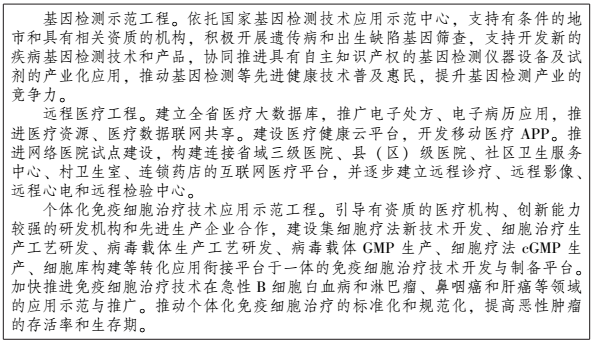 基因检测示范工程。依托国家基因检测技术应用示范中心，支持有条件的地
市和具有相关资质的机构，积极开展遗传病和出生缺陷基因筛查，支持开发新的
疾病基因检测技术和产品，协同推进具有自主知识产权的基因检测仪器设备及试
剂的产业化应用，推动基因检测等先进健康技术普及惠民，提升基因检测产业的
竞争力。
远程医疗工程。建立全省医疗大数据库，推广电子处方、电子病历应用，推
进医疗资源、医疗数据联网共享。建设医疗健康云平台，开发移动医疗 APP。推
进网络医院试点建设，构建连接省域三级医院、县（区）级医院、社区卫生服务
中心、村卫生室、连锁药店的互联网医疗平台，并逐步建立远程诊疗、远程影像、
远程心电和远程检验中心。
个体化免疫细胞治疗技术应用示范工程。引导有资质的医疗机构、创新能力
较强的研发机构和先进生产企业合作，建设集细胞疗法新技术开发、细胞治疗生
产工艺研发、病毒载体生产工艺研发、病毒载体 GMP 生产、细胞疗法 cGMP 生
产、细胞库构建等转化应用衔接平台于一体的免疫细胞治疗技术开发与制备平台。
加快推进免疫细胞治疗技术在急性 B 细胞白血病和淋巴瘤、鼻咽癌和肝癌等领域
的应用示范与推广。推动个体化免疫细胞治疗的标准化和规范化，提高恶性肿瘤
的存活率和生存期。